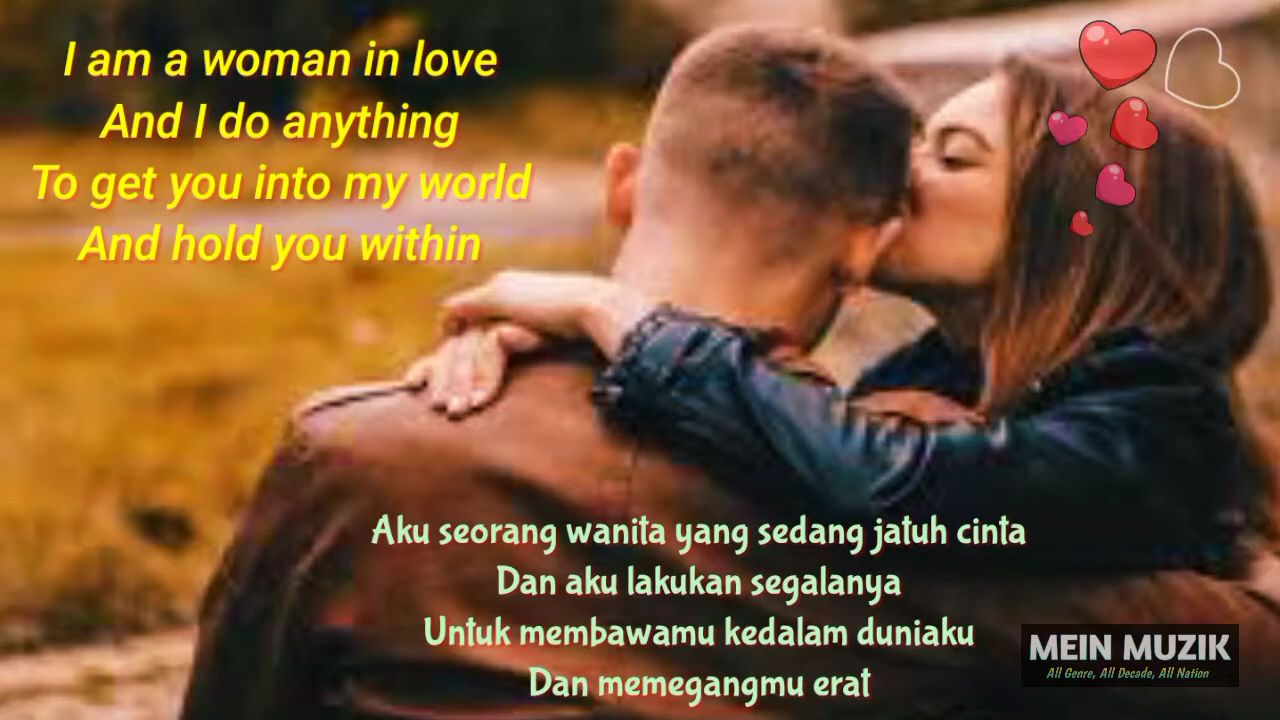 I am a woman in love
And I do anything
To get you into my world
And hold you within
Aku seorang wanita yang sedang jatuh cinta
Dan aku lakukan segalanya
Untuk membawamu kedalam duniaku
Dan memegangmu erat
MEIN MUZIK
All Genre, All Decade, All Nation